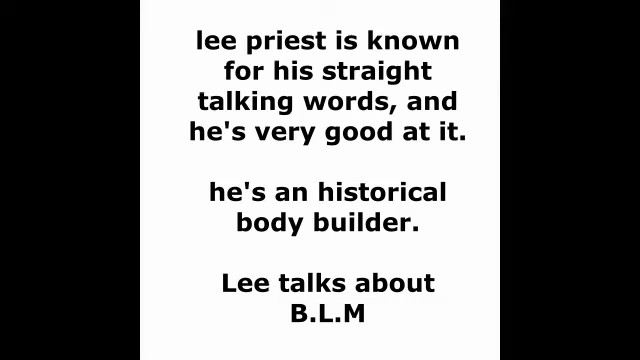 lee priest is known
for his straight
talking words, and
he's very good at it.
he's an historical
body builder.
Lee talks about
B.L.M